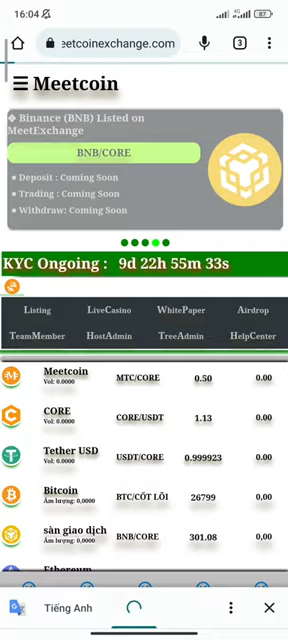 16:04
4G
87
eetcoinexchange.com
3
☰ Meetcoin
❖ Binance (BNB) Listed on
MeetExchange
BNB/CORE
● Deposit : Coming Soon
● Trading : Coming Soon
● Withdraw: Coming Soon
KYC Ongoing : 9d 22h 55m 33s
Listing LiveCasino WhitePaper Airdrop
TeamMember HostAdmin TreeAdmin HelpCenter
Meetcoin MTC/CORE 0.50 0.00
Vol: 0.0000
CORE CORE/USDT 1.13 0.00
Vol: 0.0000
Tether USD USDT/CORE 0.999923 0.00
Vol: 0.0000
Bitcoin BTC/CỐT LÕI 26799 0,00
Âm lượng: 0,0000
sàn giao dịch BNB/CORE 301.08 0,00
Âm lượng: 0,0000
Ethereum
Tiếng Anh